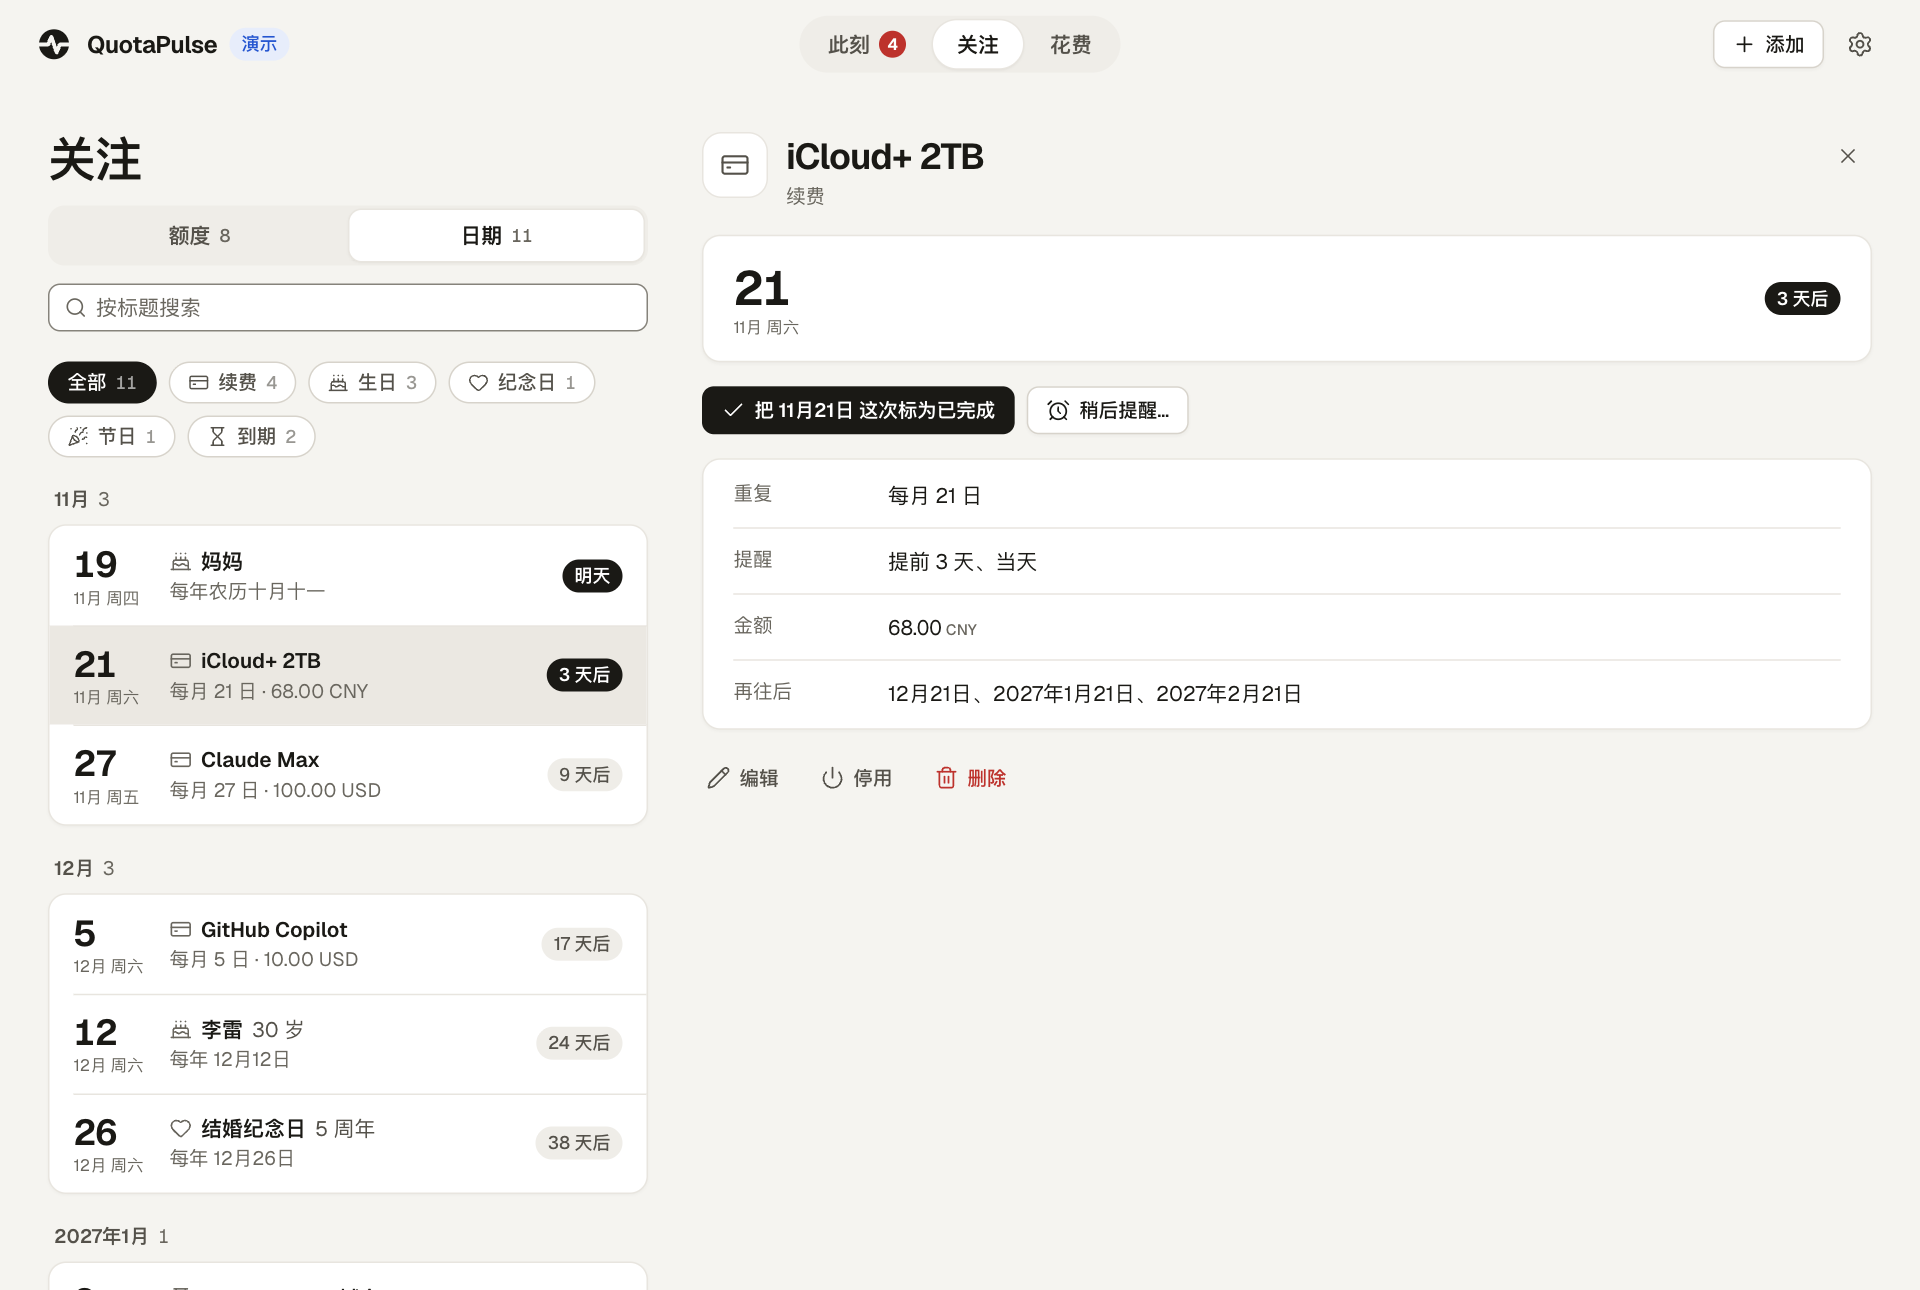 QuotaPulse 演示
此刻 4 关注 花费
添加
关注
额度 8 日期 11
按标题搜索
全部 11 续费 4 生日 3 纪念日 1
节日 1 到期 2
11月 3
19 妈妈
11月 周四 每年农历十月十一
明天
21 iCloud+ 2TB
11月 周六 每月 21 日 · 68.00 CNY
3 天后
27 Claude Max
11月 周五 每月 27 日 · 100.00 USD
9 天后
12月 3
5 GitHub Copilot
12月 周六 每月 5 日 · 10.00 USD
17 天后
12 李雷 30 岁
12月 周六 每年 12月12日
24 天后
26 结婚纪念日 5 周年
12月 周六 每年 12月26日
38 天后
2027年1月 1
iCloud+ 2TB
续费
21
11月 周六
3 天后
把 11月21日 这次标为已完成 稍后提醒...
重复 每月 21 日
提醒 提前 3 天、当天
金额 68.00 CNY
再往后 12月21日、2027年1月21日、2027年2月21日
编辑 停用 删除